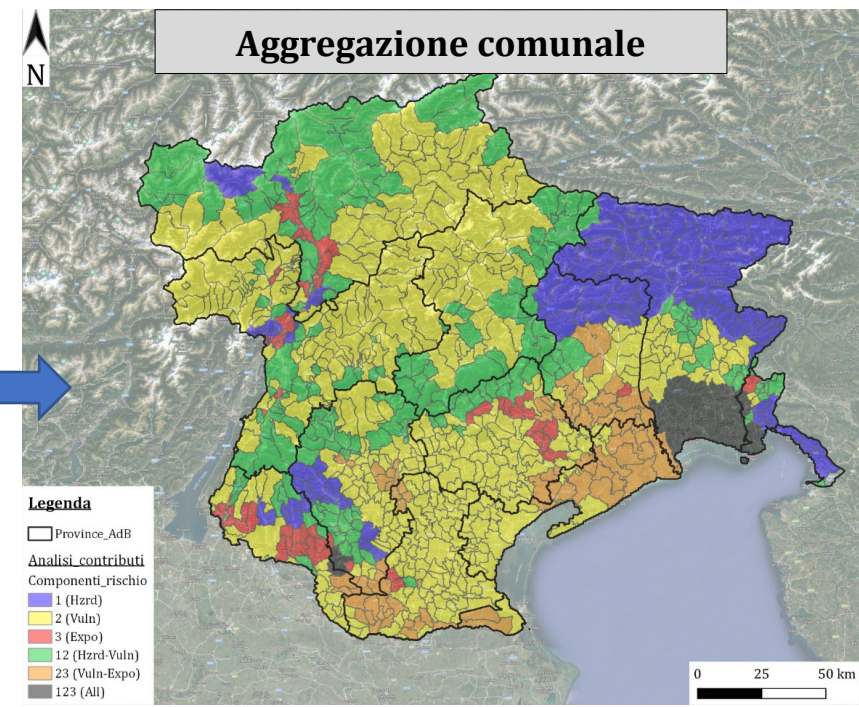 Aggregazione comunale
N
Legenda
Province_AdB
Analisi_contributi
Componenti_rischio
1 (Hzrd)
2 (Vuln)
3 (Expo)
12 (Hzrd-Vuln)
23 (Vuln-Expo)
123 (All)
0 25 50 km